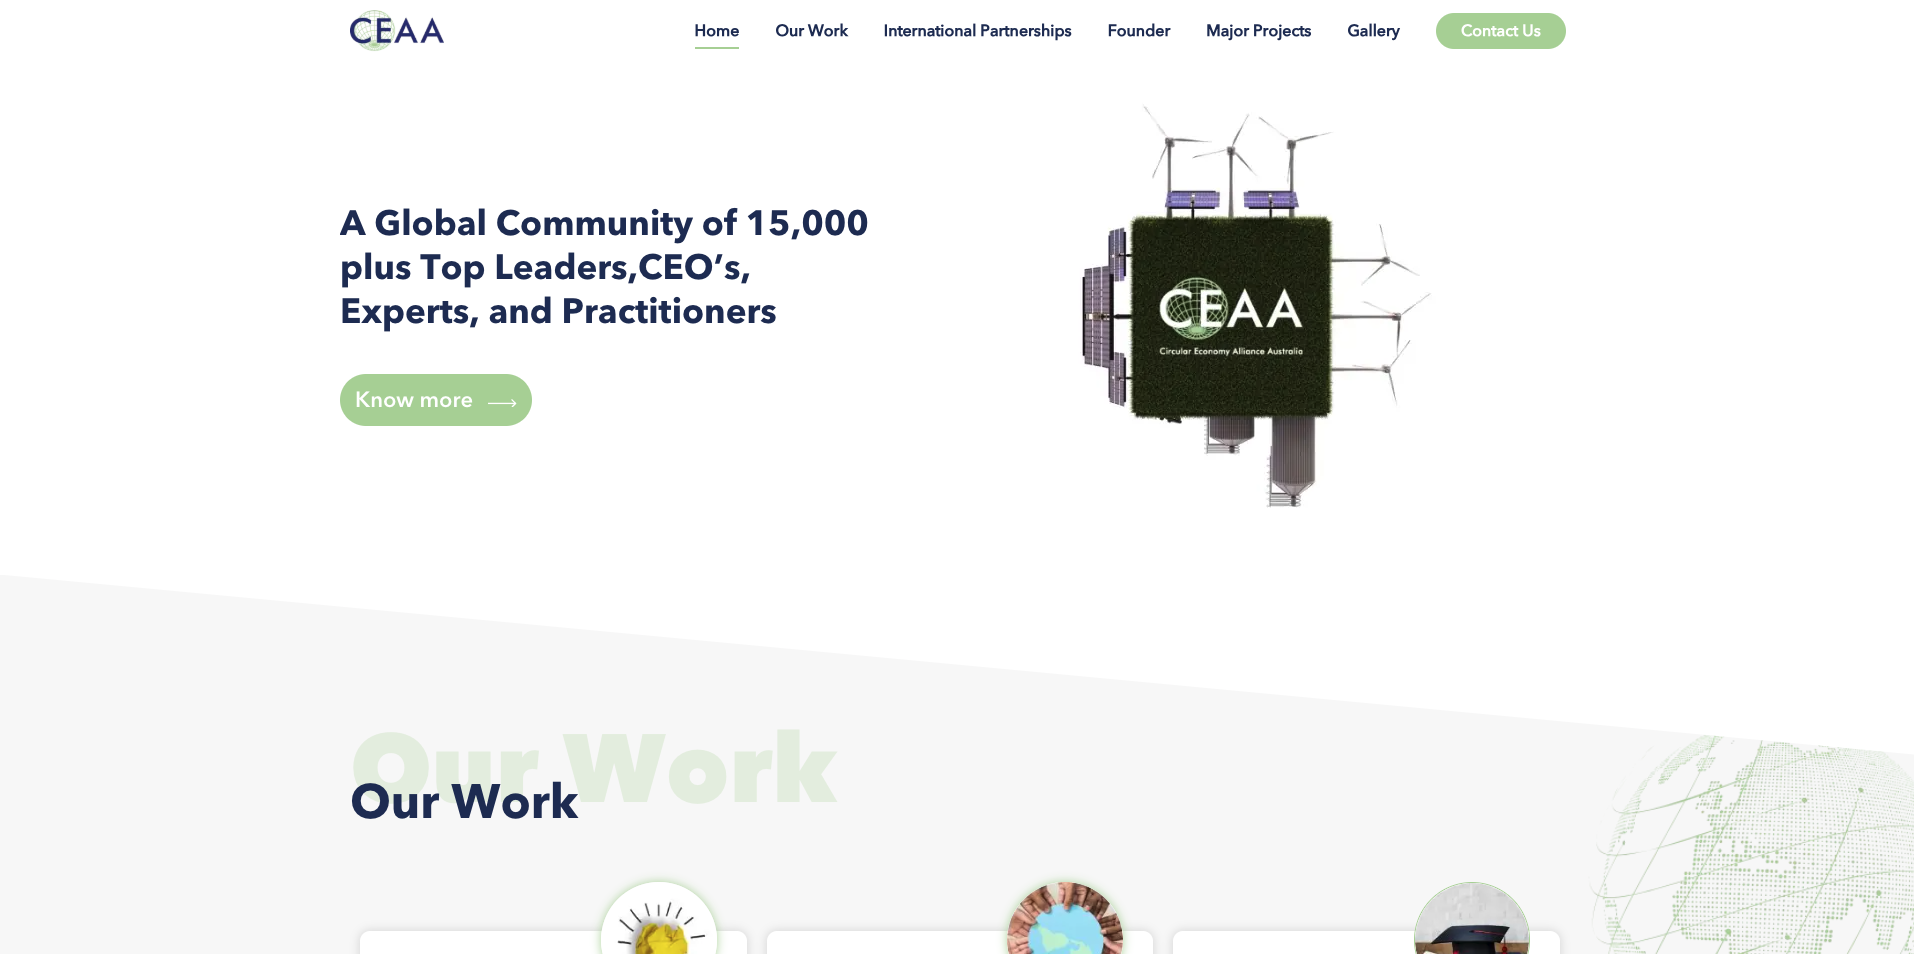 CEAA
Home
Our Work
International Partnerships
Founder
Major Projects
Gallery
Contact Us
A Global Community of 15,000
plus Top Leaders,CEO’s,
Experts, and Practitioners
Know more
CEAA
Circular Economy Alliance Australia
Our Work
Our Work